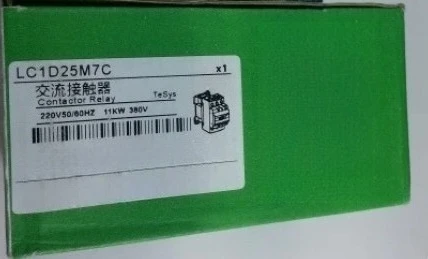 LC1D25M7C x1
交流接触器
Contactor Relay TeSys
220V50/60HZ 11KW 380V